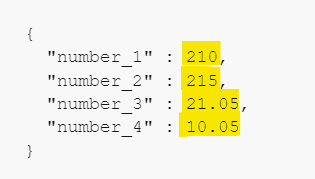 {
"number_1" : 210,
"number_2" : 215,
"number_3" : 21.05,
"number_4" : 10.05
}